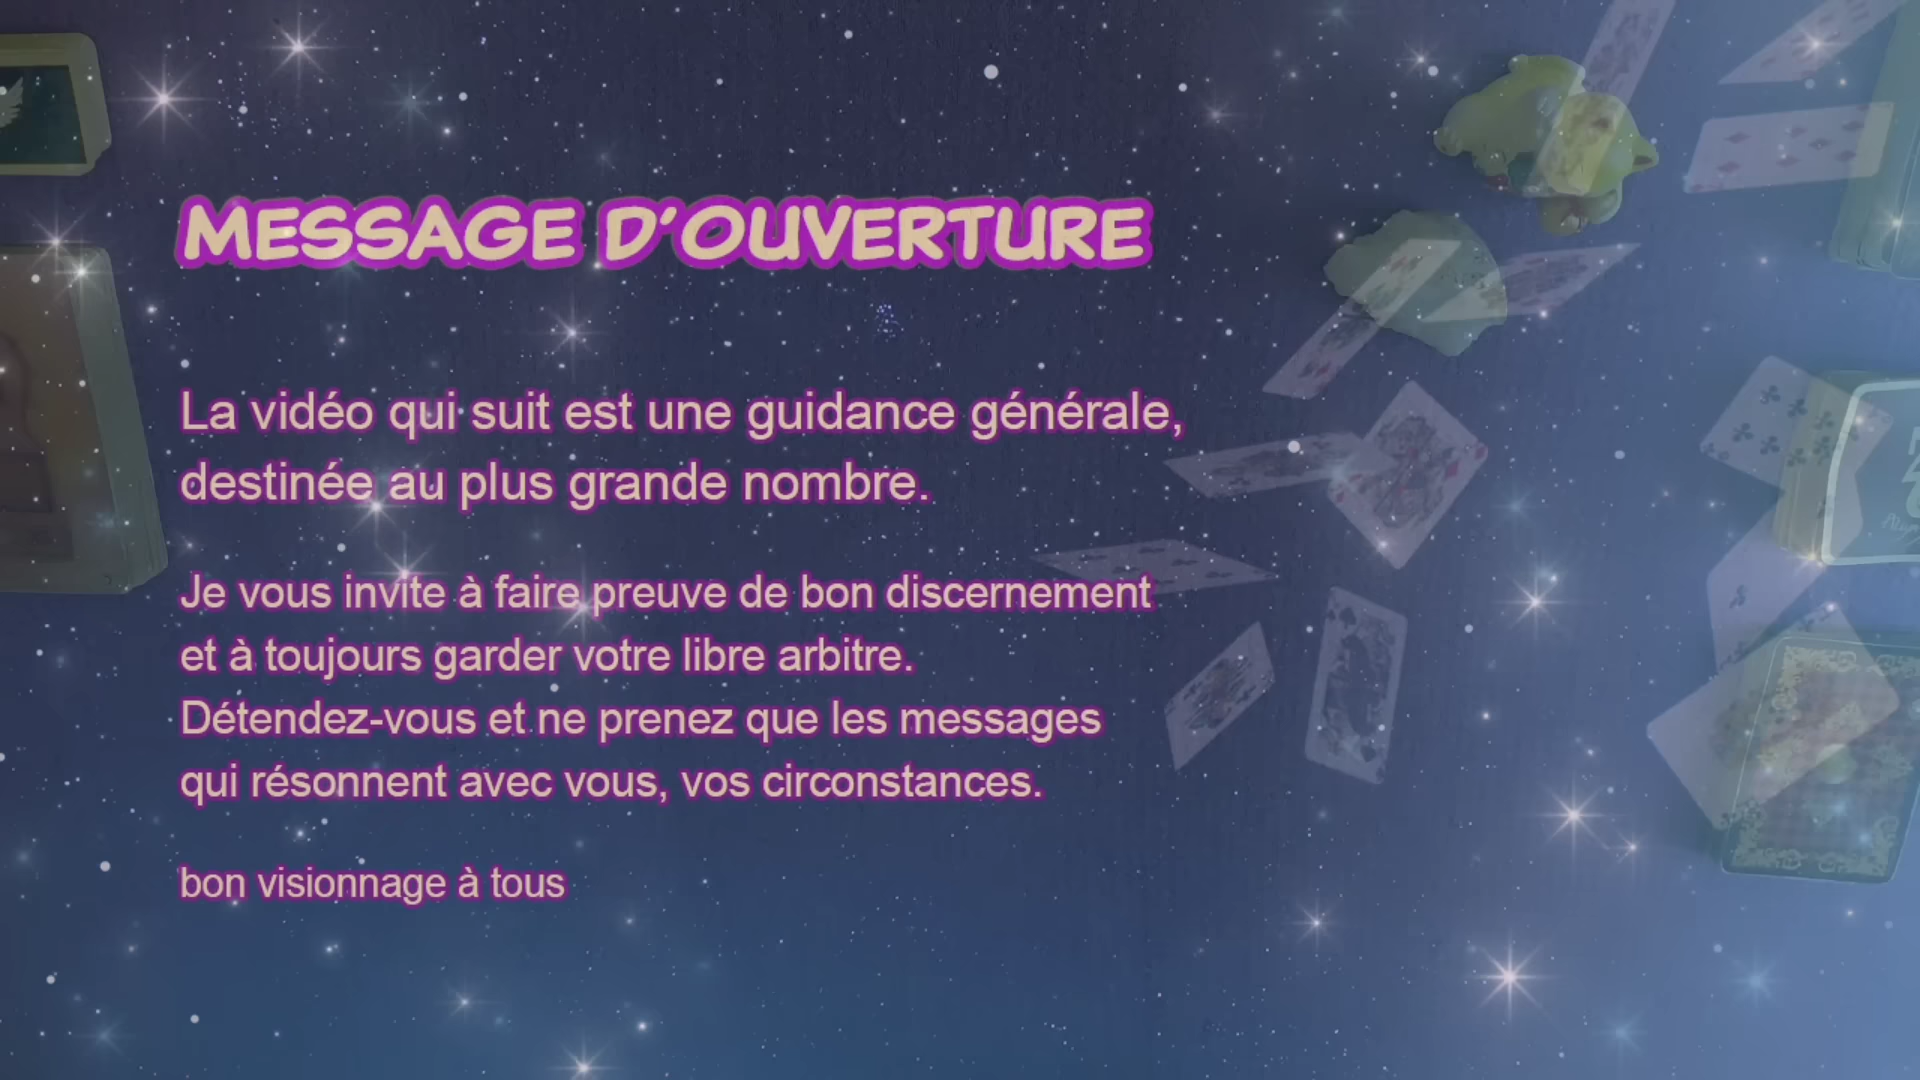 MESSAGE D'OUVERTURE
La vidéo qui suit est une guidance générale,
destinée au plus grande nombre.
Je vous invite à faire preuve de bon discernement
et à toujours garder votre libre arbitre.
Détendez-vous et ne prenez que les messages
qui résonnent avec vous, vos circonstances.
bon visionnage à tous